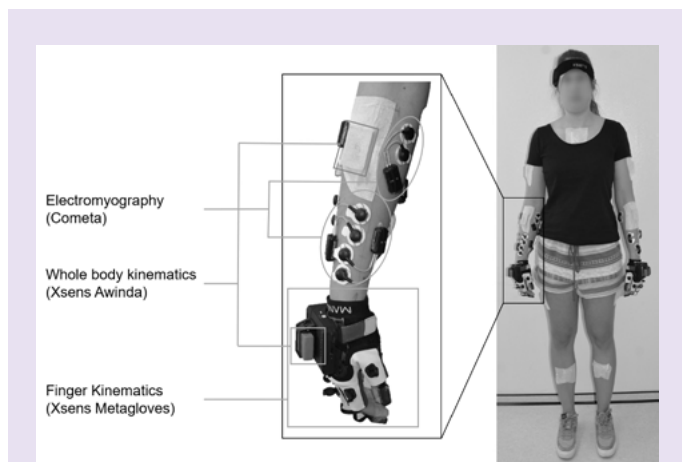 Electromyography
(Cometa)
Whole body kinematics
(Xsens Awinda)
Finger Kinematics
(Xsens Metagloves)